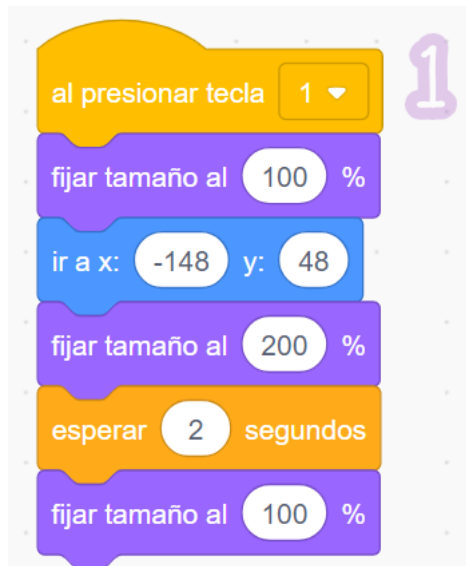 al presionar tecla 1
1
fijar tamaño al 100 %
ir a x: -148 y: 48
fijar tamaño al 200 %
esperar 2 segundos
fijar tamaño al 100 %